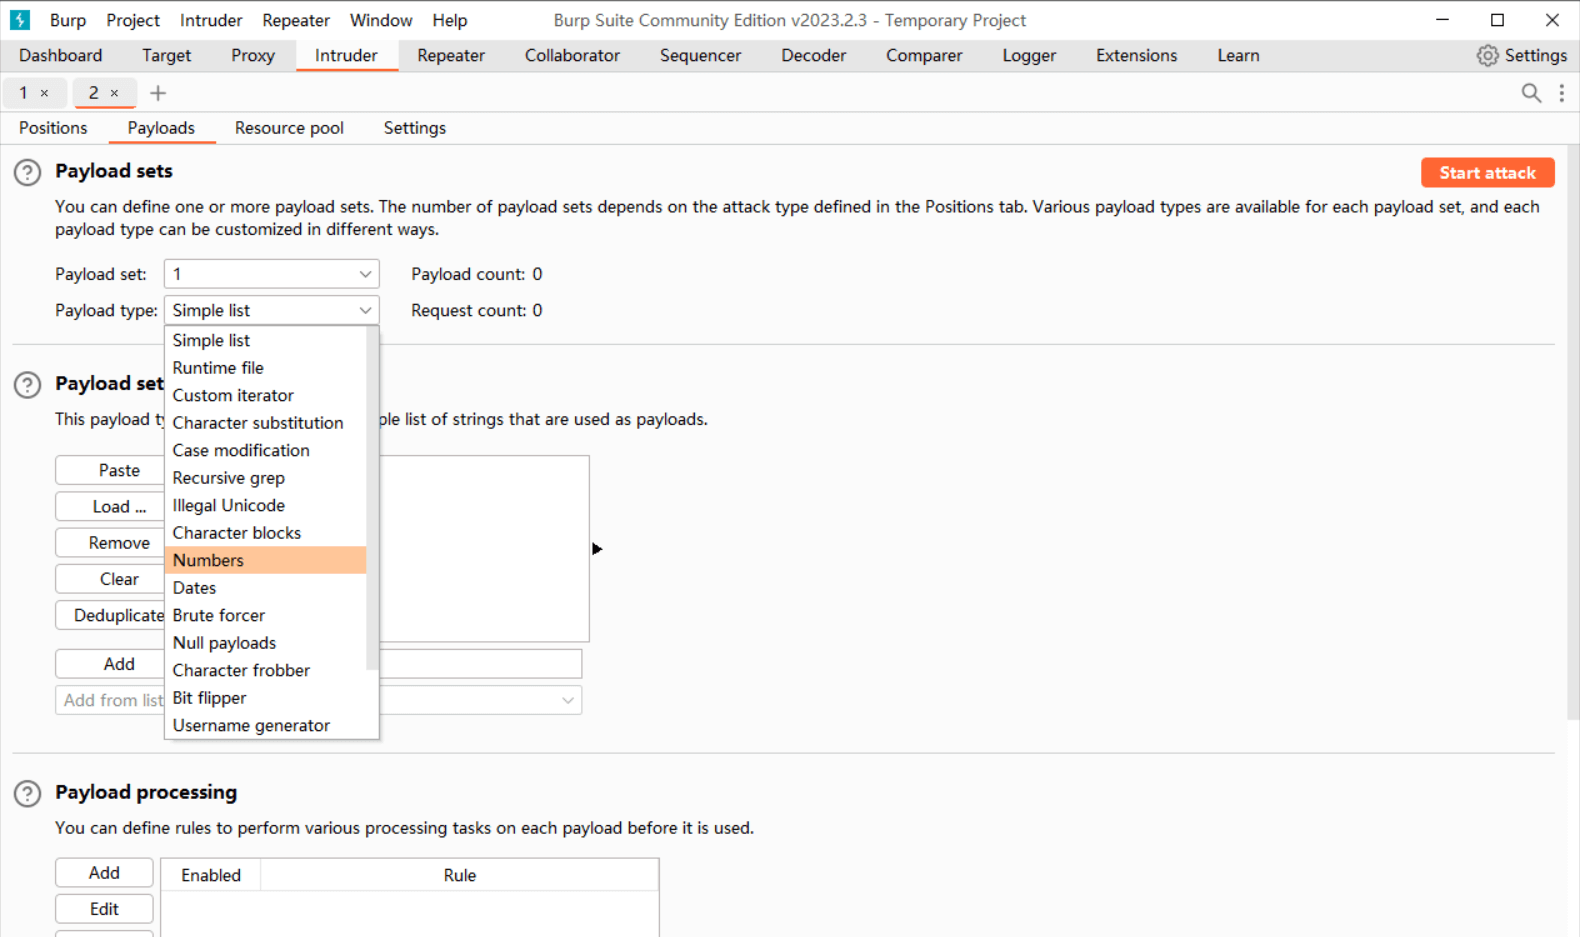 Burp Project Intruder Repeater Window Help Burp Suite Community Edition v2023.2.3 - Temporary Project
Dashboard Target Proxy Intruder Repeater Collaborator Sequencer Decoder Comparer Logger Extensions Learn Settings
1 × 2 × +
Positions Payloads Resource pool Settings
? Payload sets Start attack
You can define one or more payload sets. The number of payload sets depends on the attack type defined in the Positions tab. Various payload types are available for each payload set, and each
payload type can be customized in different ways.
Payload set: 1 Payload count: 0
Payload type: Simple list Request count: 0
Simple list
Runtime file
Custom iterator
Character substitution
Case modification
Recursive grep
Illegal Unicode
Character blocks
Numbers
Dates
Brute forcer
Null payloads
Character frobber
Bit flipper
Username generator
? Payload set
This payload ty ple list of strings that are used as payloads.
Paste
Load ...
Remove
Clear
Deduplicate
Add
Add from list
? Payload processing
You can define rules to perform various processing tasks on each payload before it is used.
Add Enabled Rule
Edit